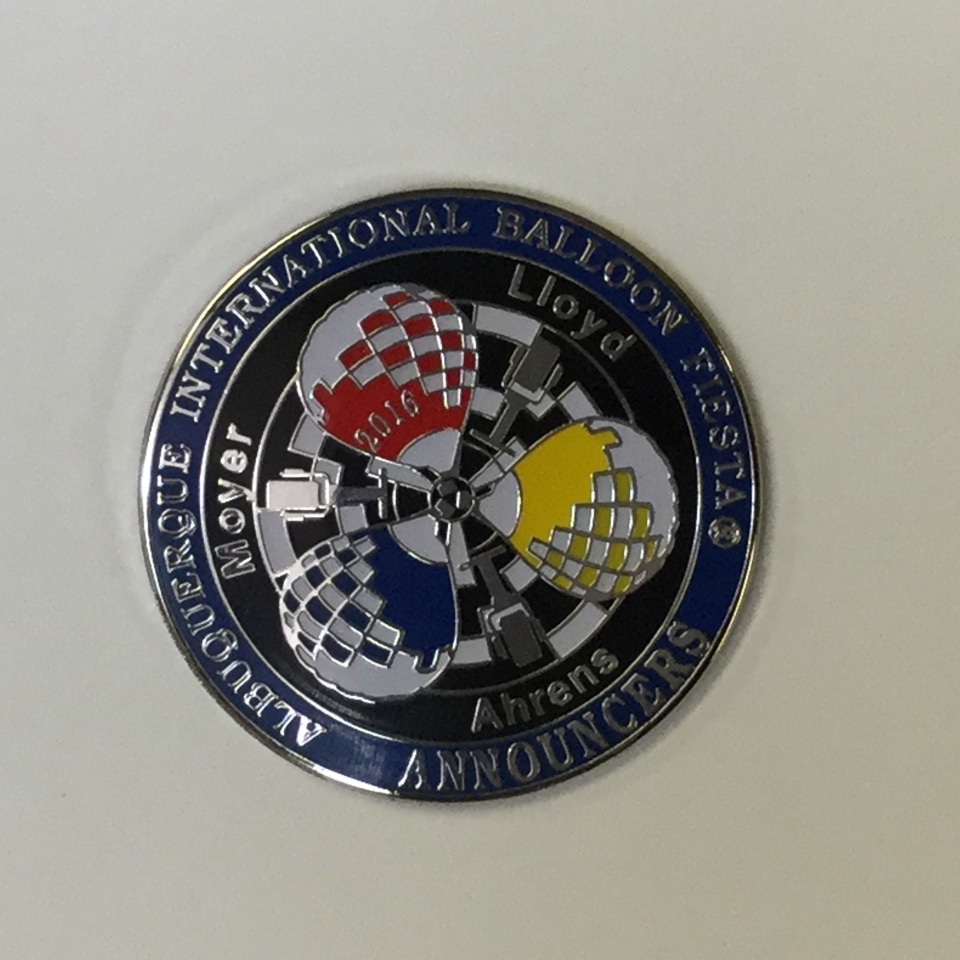 ALBUQUERQUE INTERNATIONAL BALLOON FIESTA®
ANNOUNCERS
Lloyd
Moyer
Ahrens
2016